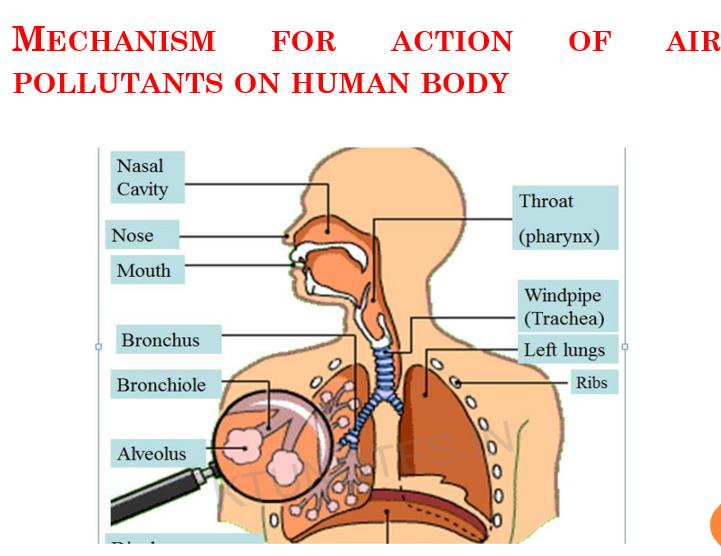 MECHANISM FOR ACTION OF AIR
POLLUTANTS ON HUMAN BODY
Nasal
Cavity
Nose
Mouth
Bronchus
Bronchiole
Alveolus
Throat
(pharynx)
Windpipe
(Trachea)
Left lungs
Ribs